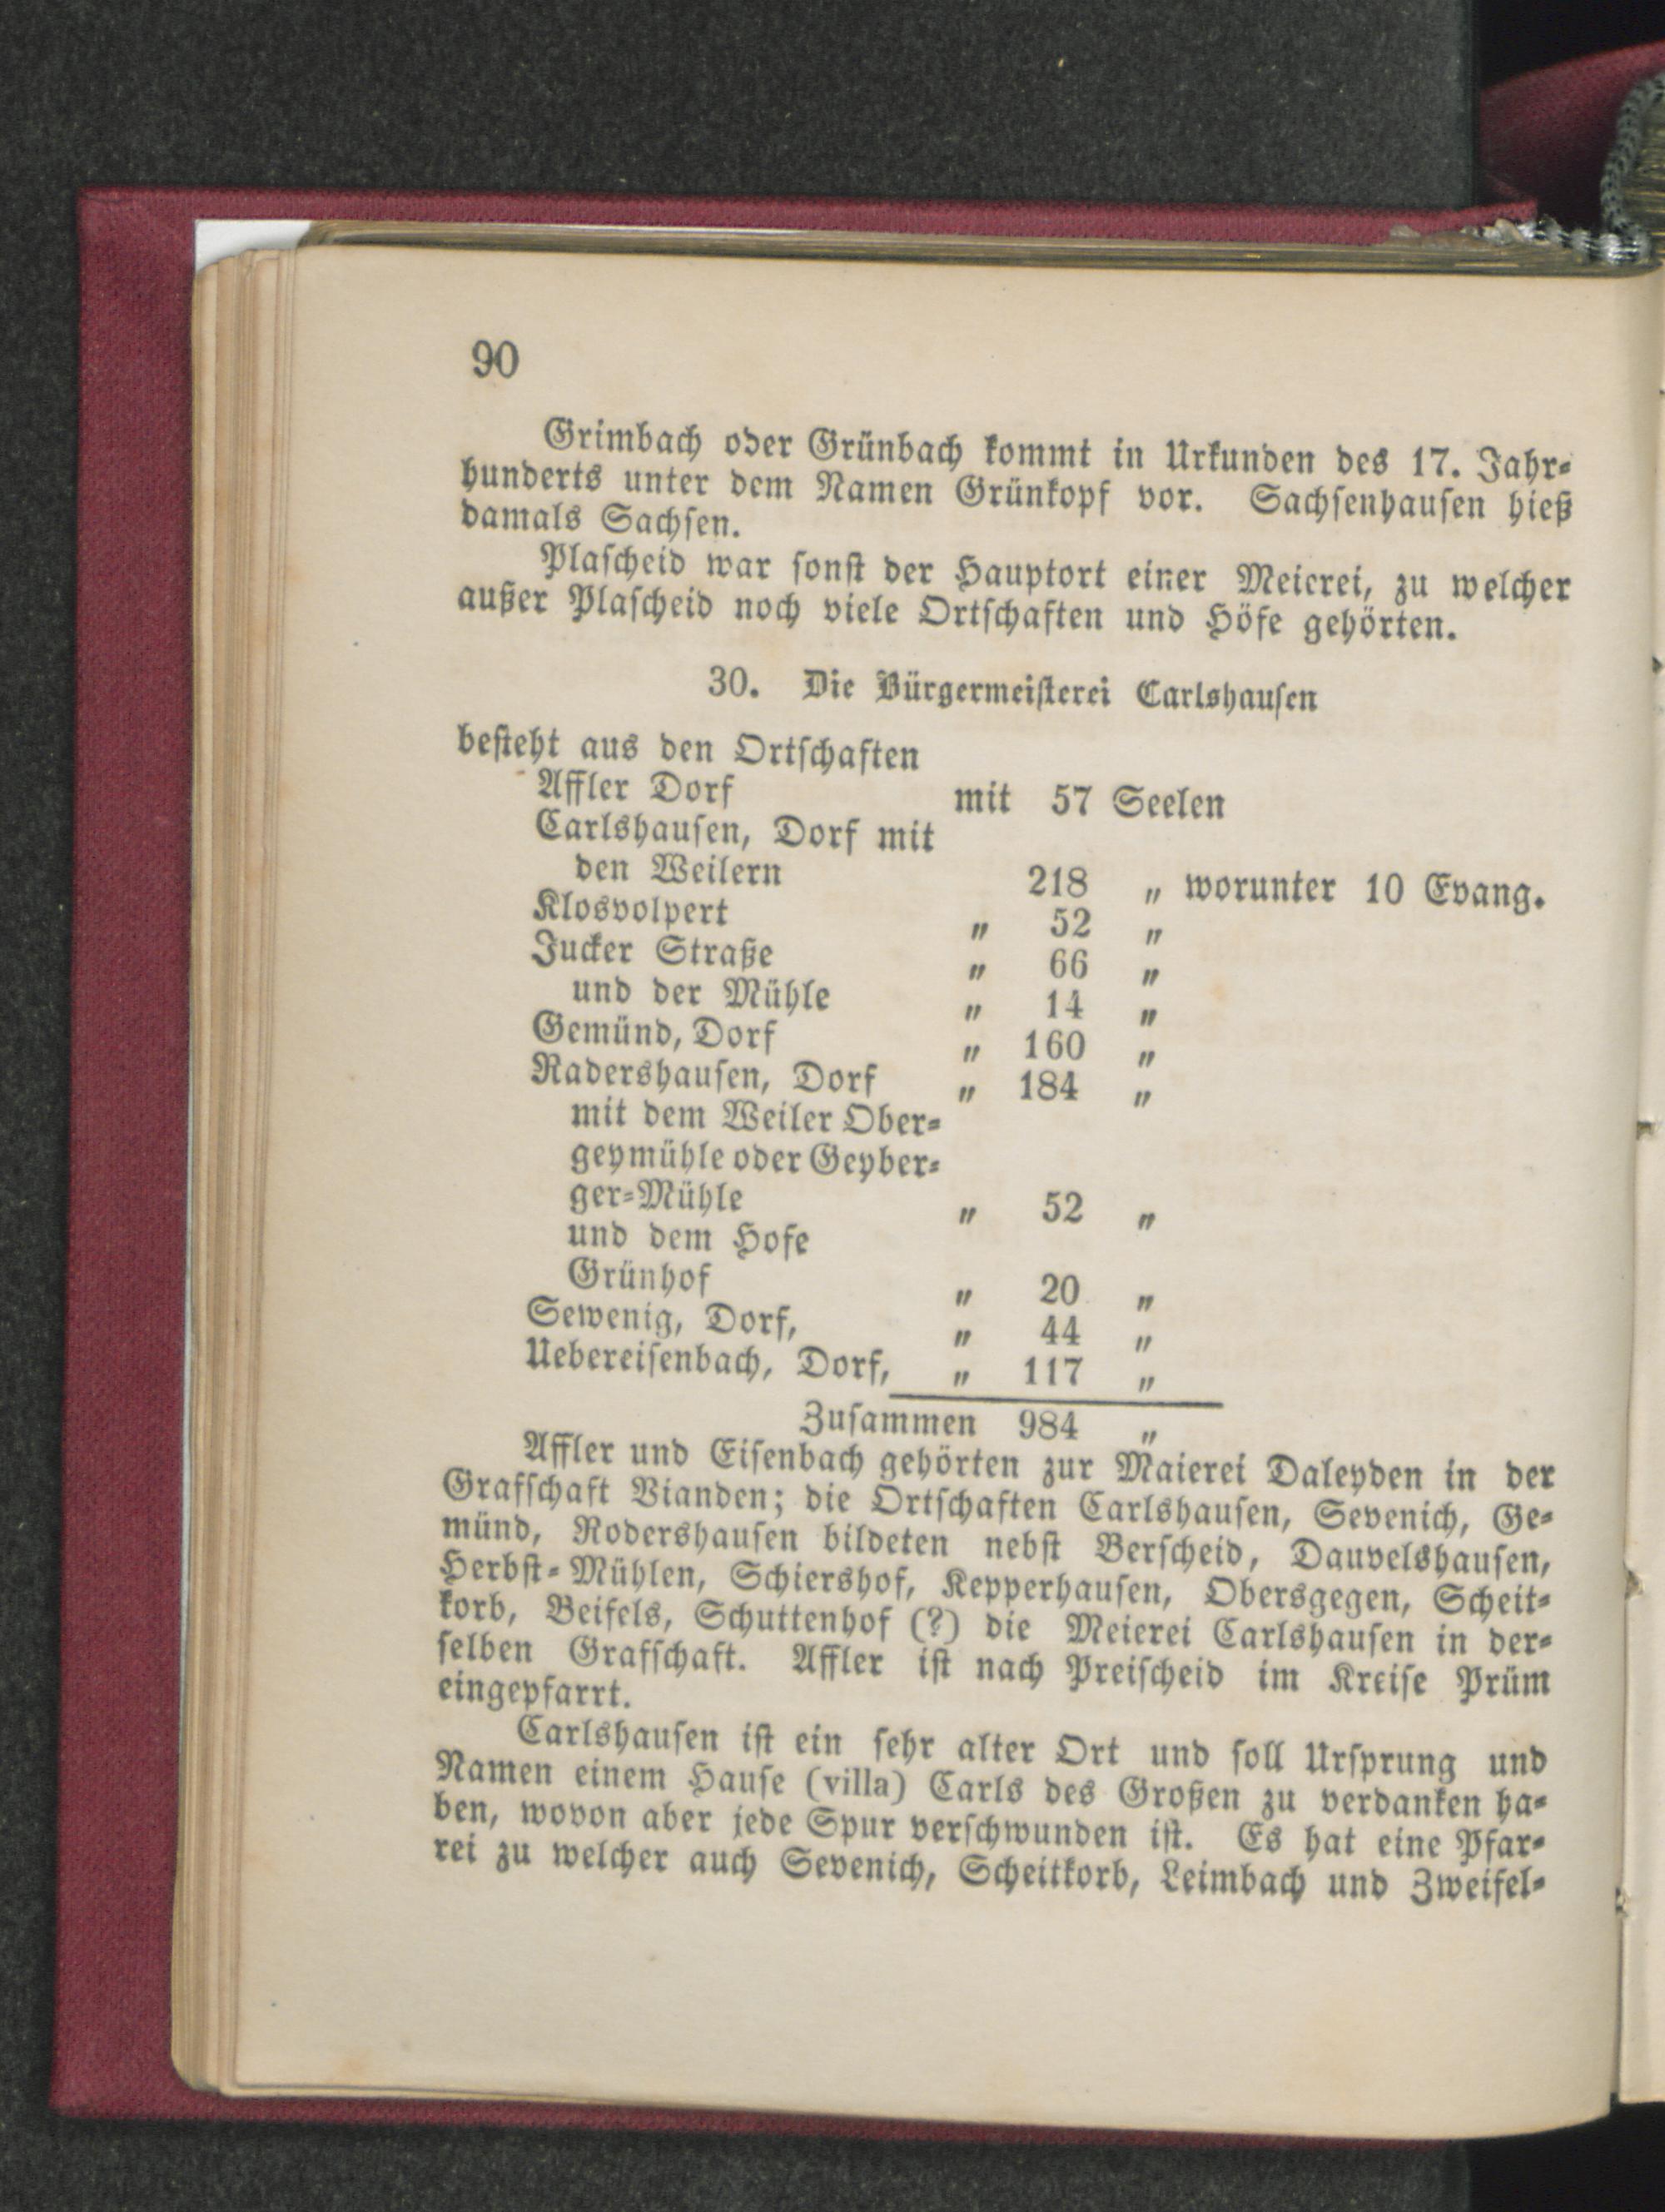 90
Grimbach oder Grünbach kommt in Urkunden des 17. Jahr-
hunderts unter dem Namen Grünkopf vor. Sachsenhausen hieß
damals Sachsen.
Plascheid war sonst der Hauptort einer Meierei, zu welcher
außer Plascheid noch viele Ortschaften und Höfe gehörten.
30. Die Bürgermeisterei Carlshausen
besteht aus den Ortschaften
Affler Dorf mit 57 Seelen
Carlshausen, Dorf mit
den Weilern 218 „ worunter 10 Evang.
Klosvolpert „ 52 „
Jucker Straße „ 66 „
und der Mühle „ 14 „
Gemünd, Dorf „ 160 „
Radershausen, Dorf „ 184 „
mit dem Weiler Ober-
geymühle oder Geyber-
ger-Mühle „ 52 „
und dem Hofe
Grünhof „ 20 „
Sewenig, Dorf, „ 44 „
Uebereisenbach, Dorf, „ 117 „
Zusammen 984 „
Affler und Eisenbach gehörten zur Maierei Daleyden in der
Grafschaft Vianden; die Ortschaften Carlshausen, Sevenich, Ge-
münd, Rodershausen bildeten nebst Berscheid, Dauvelshausen,
Herbst-Mühlen, Schiershof, Kepperhausen, Obersgegen, Scheit-
korb, Beifels, Schuttenhof (?) die Meierei Carlshausen in der-
selben Grafschaft. Affler ist nach Preischeid im Kreise Prüm
eingepfarrt.
Carlshausen ist ein sehr alter Ort und soll Ursprung und
Namen einem Hause (villa) Carls des Großen zu verdanken ha-
ben, wovon aber jede Spur verschwunden ist. Es hat eine Pfar-
rei zu welcher auch Sevenich, Scheitkorb, Leimbach und Zweifel-